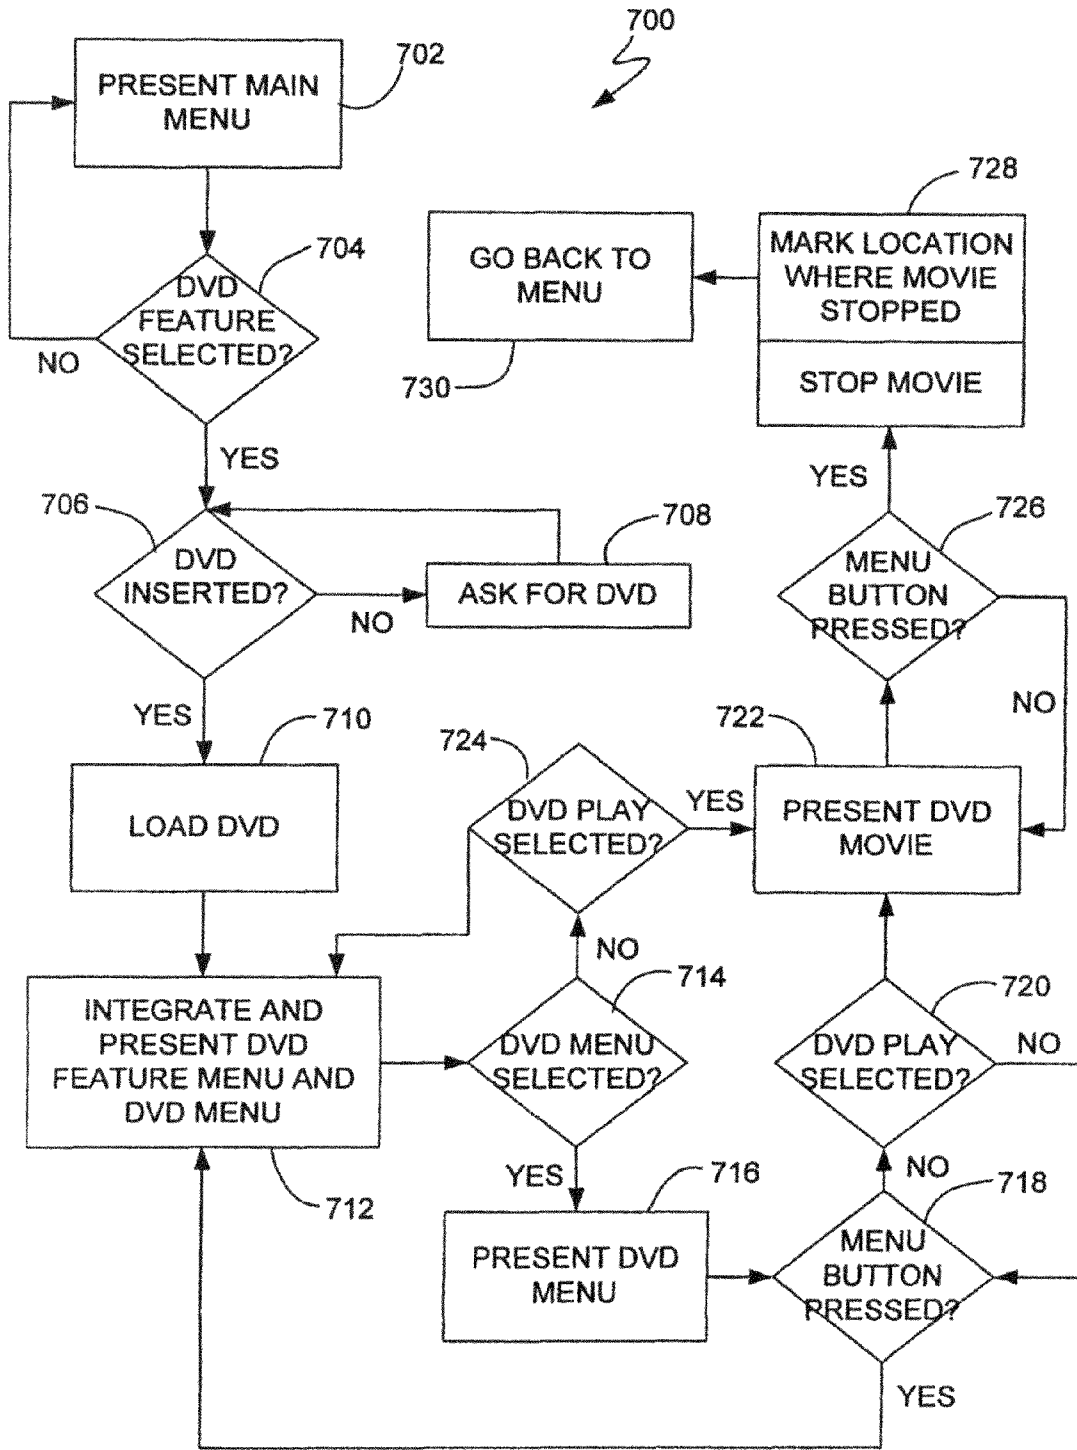 700
702
PRESENT MAIN
MENU
704
DVD
FEATURE
SELECTED?
NO
YES
706
DVD
INSERTED?
NO
708
ASK FOR DVD
YES
710
LOAD DVD
INTEGRATE AND
PRESENT DVD
FEATURE MENU AND
DVD MENU
712
714
DVD MENU
SELECTED?
NO
YES
724
DVD PLAY
SELECTED?
YES
716
PRESENT DVD
MENU
718
MENU
BUTTON
PRESSED?
YES
NO
720
DVD PLAY
SELECTED?
NO
722
PRESENT DVD
MOVIE
726
MENU
BUTTON
PRESSED?
NO
YES
728
MARK LOCATION
WHERE MOVIE
STOPPED
STOP MOVIE
GO BACK TO
MENU
730